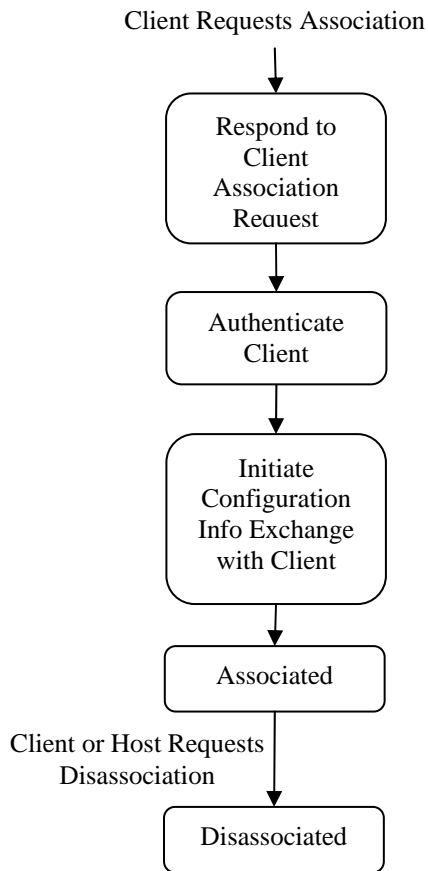 Client Requests Association
Respond to
Client
Association
Request
Authenticate
Client
Initiate
Configuration
Info Exchange
with Client
Associated
Client or Host Requests
Disassociation
Disassociated